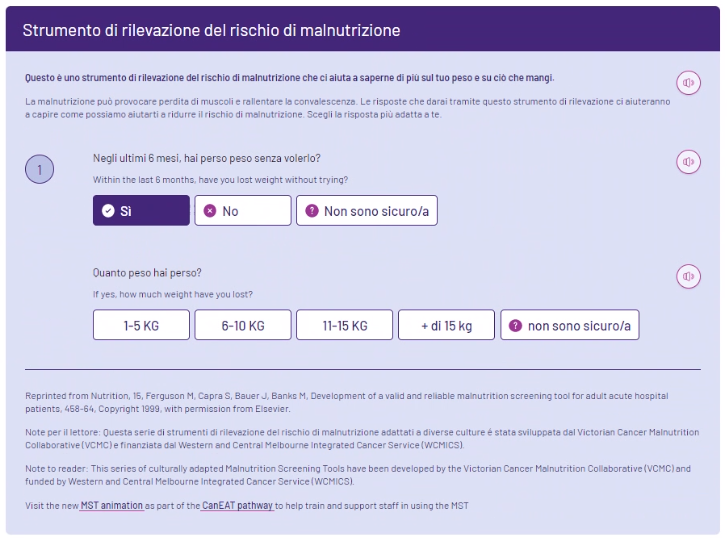 Strumento di rilevazione del rischio di malnutrizione
Questo è uno strumento di rilevazione del rischio di malnutrizione che ci aiuta a saperne di più sul tuo peso e su ciò che mangi.
La malnutrizione può provocare perdita di muscoli e rallentare la convalescenza. Le risposte che darai tramite questo strumento di rilevazione ci aiuteranno
a capire come possiamo aiutarti a ridurre il rischio di malnutrizione. Scegli la risposta più adatta a te.
1
Negli ultimi 6 mesi, hai perso peso senza volerlo?
Within the last 6 months, have you lost weight without trying?
Sì No Non sono sicuro/a
Quanto peso hai perso?
If yes, how much weight have you lost?
1-5 KG 6-10 KG 11-15 KG + di 15 kg non sono sicuro/a
Reprinted from Nutrition, 15, Ferguson M, Capra S, Bauer J, Banks M, Development of a valid and reliable malnutrition screening tool for adult acute hospital
patients, 458-64, Copyright 1999, with permission from Elsevier.
Note per il lettore: Questa serie di strumenti di rilevazione del rischio di malnutrizione adattati a diverse culture é stata sviluppata dal Victorian Cancer Malnutrition
Collaborative (VCMC) e finanziata dal Western and Central Melbourne Integrated Cancer Service (WCMICS).
Note to reader: This series of culturally adapted Malnutrition Screening Tools have been developed by the Victorian Cancer Malnutrition Collaborative (VCMC) and
funded by Western and Central Melbourne Integrated Cancer Service (WCMICS).
Visit the new MST animation as part of the CanEAT pathway to help train and support staff in using the MST